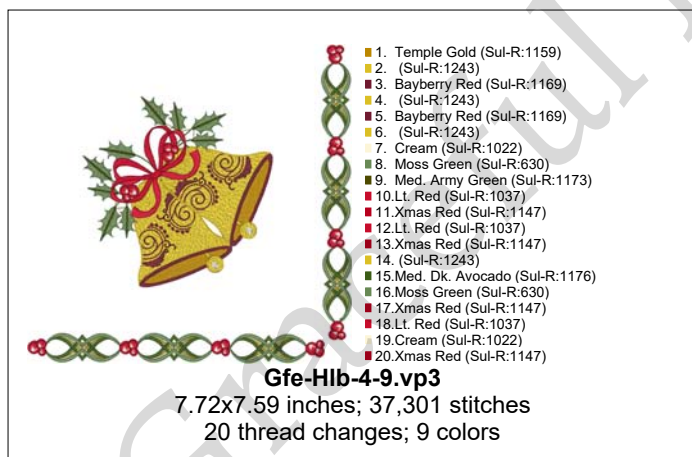 1. Temple Gold (Sul-R:1159)
2. (Sul-R:1243)
3. Bayberry Red (Sul-R:1169)
4. (Sul-R:1243)
5. Bayberry Red (Sul-R:1169)
6. (Sul-R:1243)
7. Cream (Sul-R:1022)
8. Moss Green (Sul-R:630)
9. Med. Army Green (Sul-R:1173)
10.Lt. Red (Sul-R:1037)
11.Xmas Red (Sul-R:1147)
12.Lt. Red (Sul-R:1037)
13.Xmas Red (Sul-R:1147)
14. (Sul-R:1243)
15.Med. Dk. Avocado (Sul-R:1176)
16.Moss Green (Sul-R:630)
17.Xmas Red (Sul-R:1147)
18.Lt. Red (Sul-R:1037)
19.Cream (Sul-R:1022)
20.Xmas Red (Sul-R:1147)
Gfe-Hlb-4-9.vp3
7.72x7.59 inches; 37,301 stitches
20 thread changes; 9 colors
Graceful